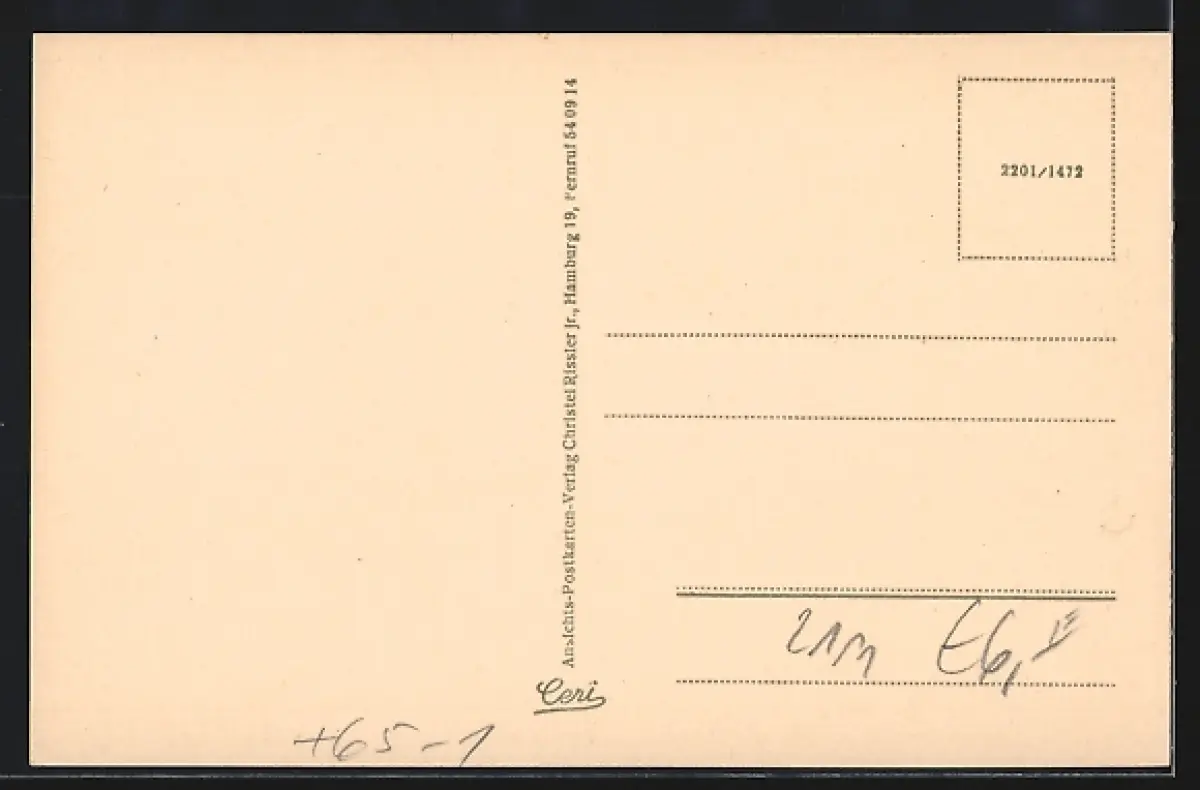 Ansichts-Postkarten-Verlag Christel Rissler jr., Hamburg 19, Fernruf 54 09 14
2201/1472
Ceri
+65-1